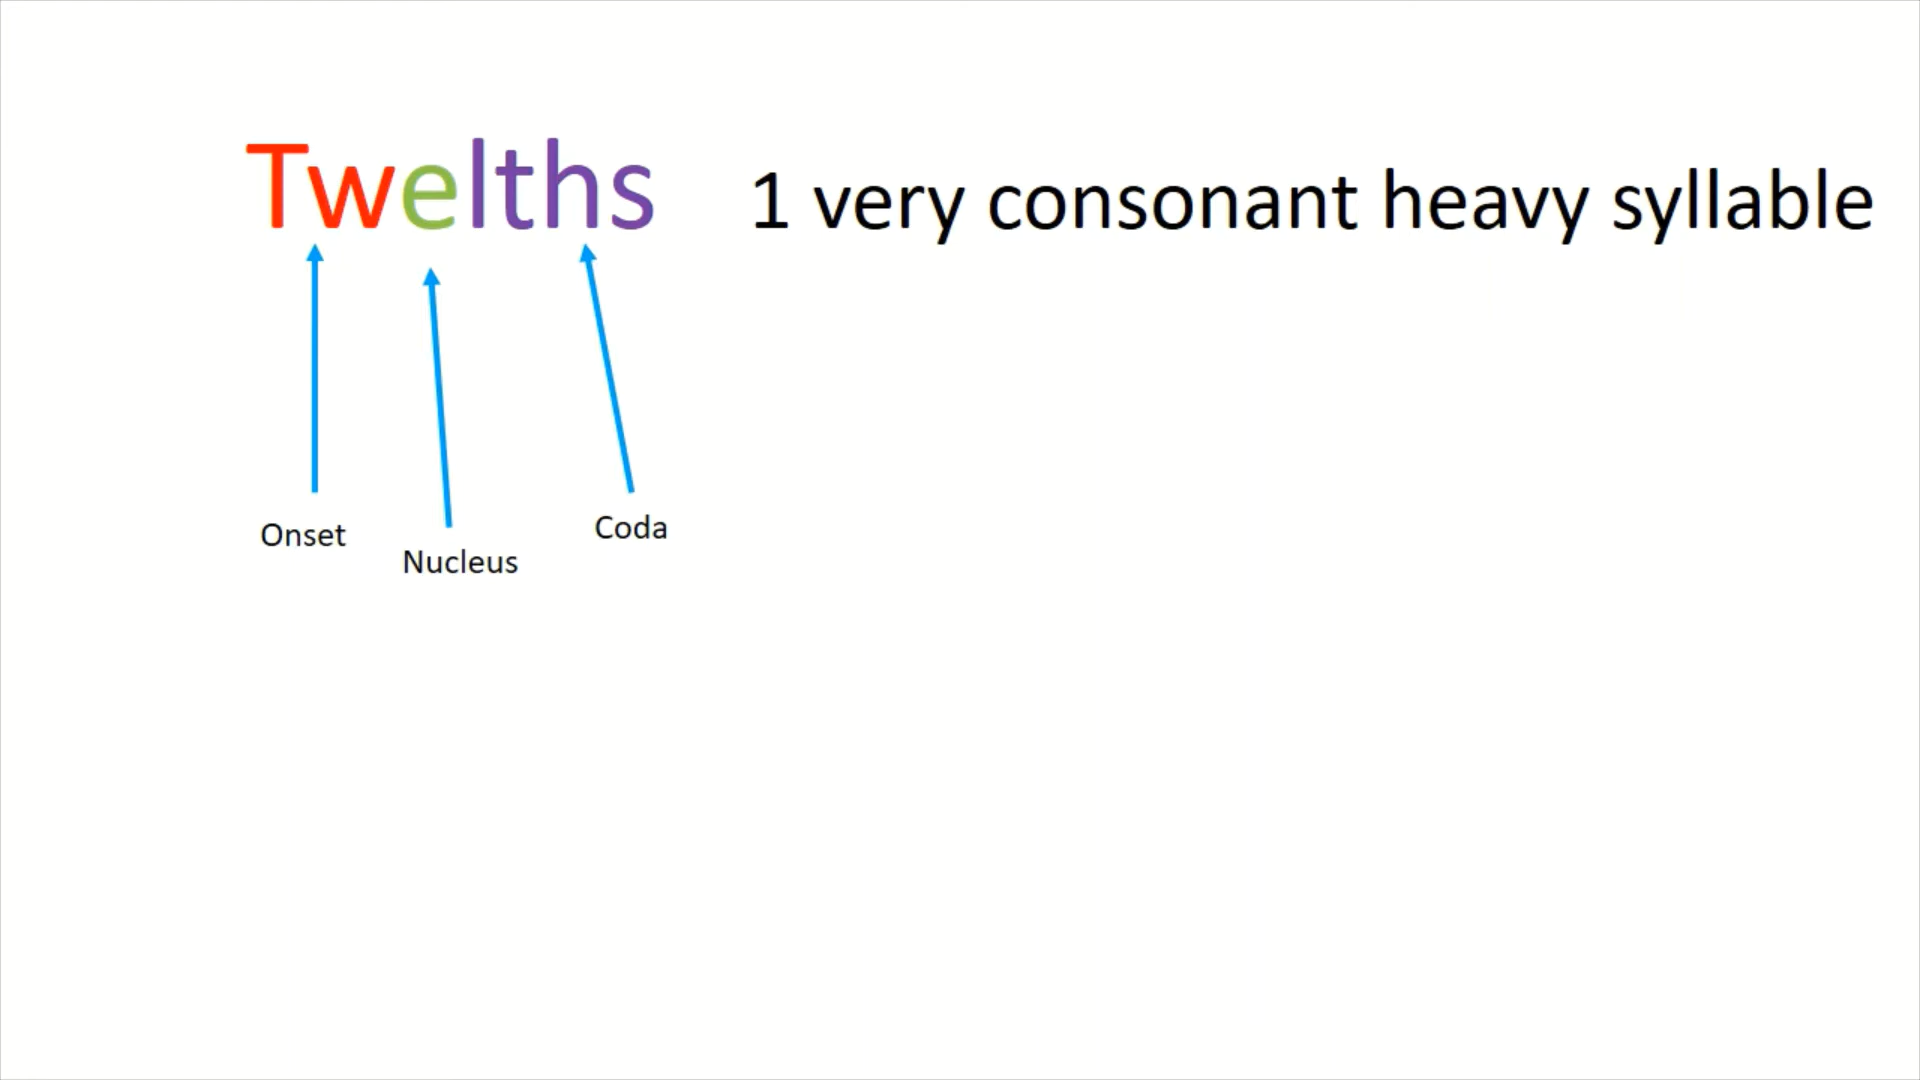 Twelths
1 very consonant heavy syllable
Onset
Nucleus
Coda